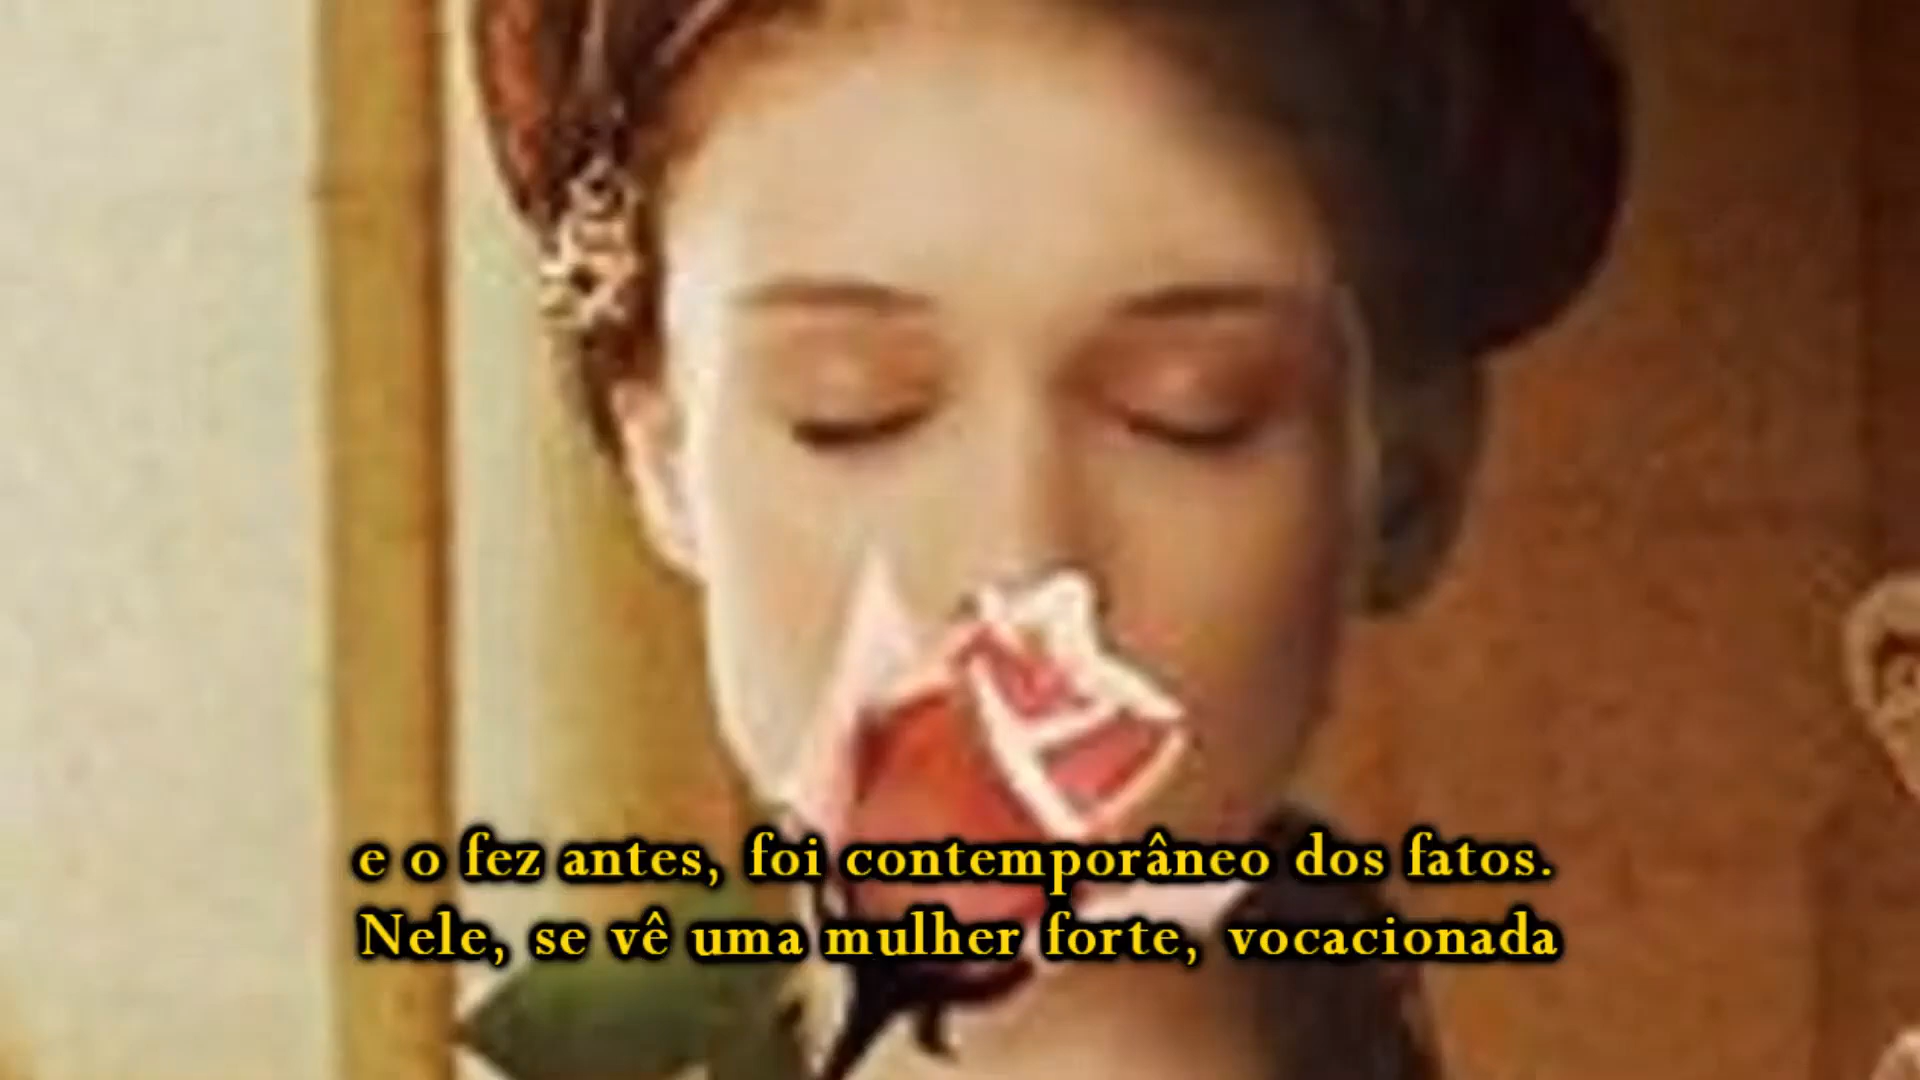 e o fez antes, foi contemporâneo dos fatos.
Nele, se vê uma mulher forte, vocacionada